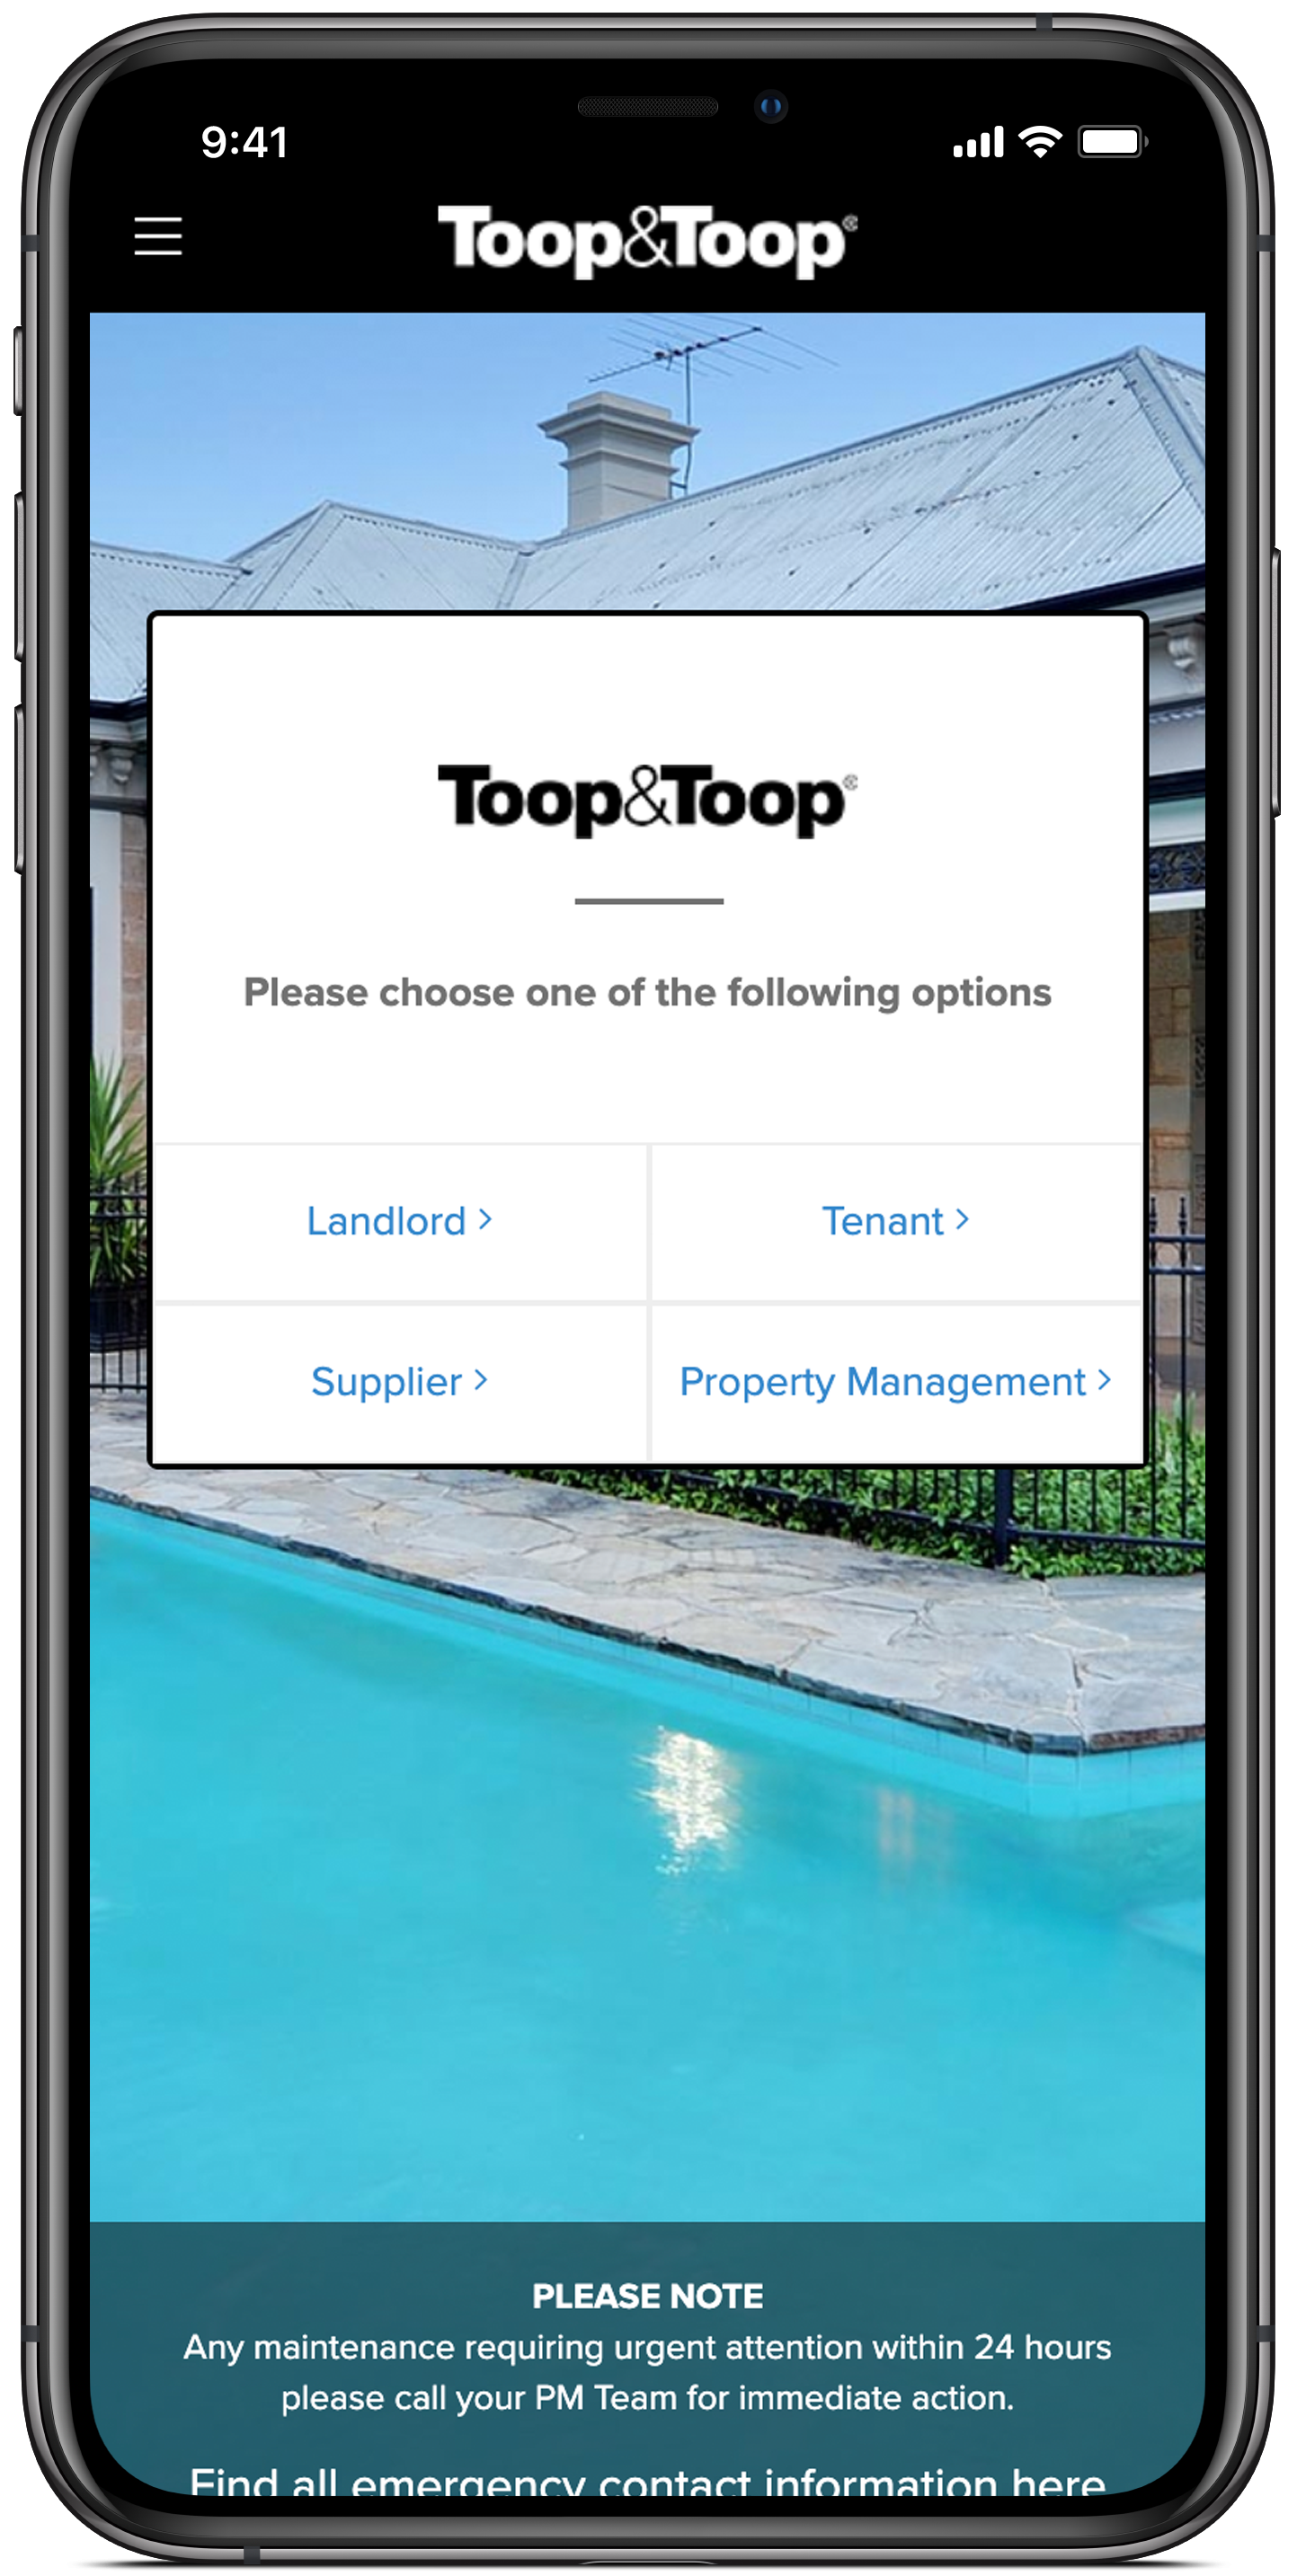 9:41
Toop&Toop®
Toop&Toop®
Please choose one of the following options
Landlord >
Tenant >
Supplier >
Property Management >
PLEASE NOTE
Any maintenance requiring urgent attention within 24 hours
please call your PM Team for immediate action.
Find all emergency contact information here